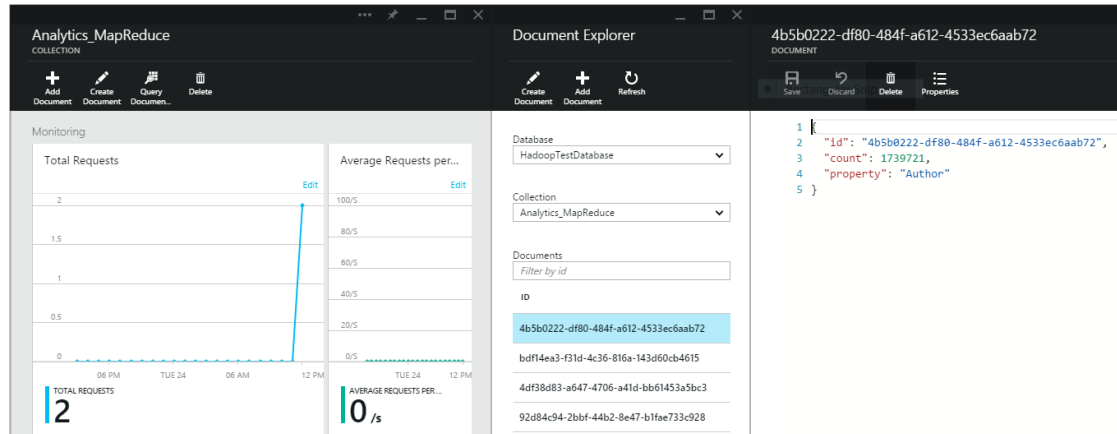 Analytics_MapReduce
COLLECTION
Add Document
Create Document
Query Documen...
Delete
Monitoring
Total Requests
Edit
2
1.5
1
0.5
0
06 PM TUE 24 06 AM 12 PM
TOTAL REQUESTS
2
Average Requests per...
Edit
100/S
80/S
60/S
40/S
20/S
0/S
TUE 24 12 PM
AVERAGE REQUESTS PER...
0 /s
Document Explorer
Create Document
Add Document
Refresh
Database
HadoopTestDatabase
Collection
Analytics_MapReduce
Documents
Filter by id
ID
4b5b0222-df80-484f-a612-4533ec6aab72
bdf14ea3-f31d-4c36-816a-143d60cb4615
4df38d83-a647-4706-a41d-bb61453a5bc3
92d84c94-2bbf-44b2-8e47-b1fae733c928
4b5b0222-df80-484f-a612-4533ec6aab72
DOCUMENT
Save
Discard
Delete
Properties
1 {
2 "id": "4b5b0222-df80-484f-a612-4533ec6aab72",
3 "count": 1739721,
4 "property": "Author"
5 }